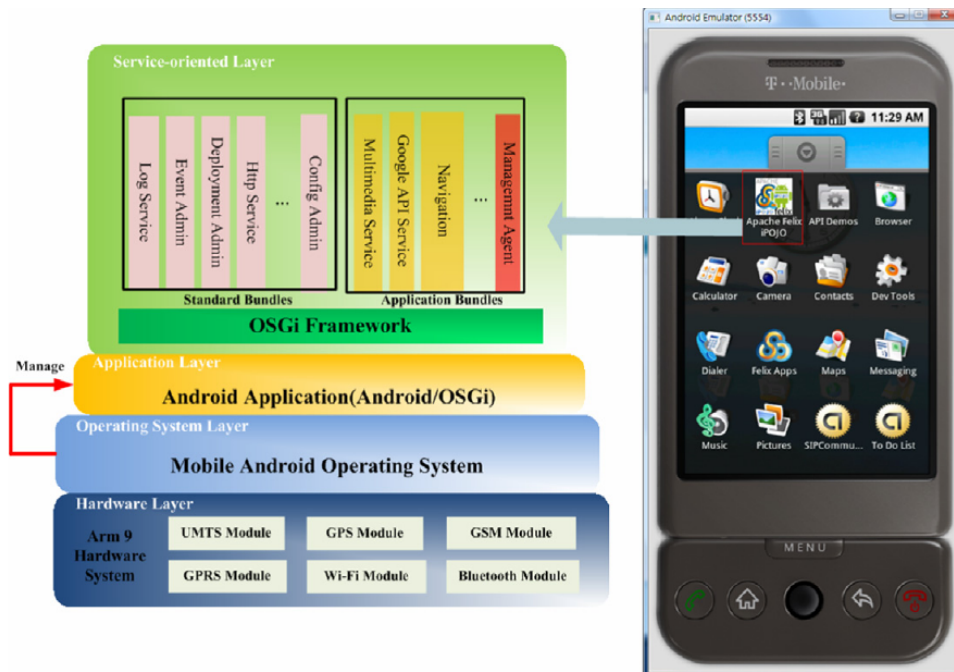 Service-oriented Layer
Log Service
Event Admin
Deployment Admin
Http Service
...
Config Admin
Multimedia Service
Google API Service
Navigation
...
Managemnt Agent
Standard Bundles
Application Bundles
OSGi Framework
Manage
Application Layer
Android Application(Android/OSGi)
Operating System Layer
Mobile Android Operating System
Hardware Layer
Arm 9
Hardware
System
UMTS Module
GPS Module
GSM Module
GPRS Module
Wi-Fi Module
Bluetooth Module
Android Emulator (5554)
T··Mobile·
3G
11:29 AM
felix
Apache Felix
iPOJO
API Demos
Browser
Calculator
Camera
Contacts
Dev Tools
Dialer
Felix Apps
Maps
Messaging
Music
Pictures
SIPCommu...
To Do List
MENU